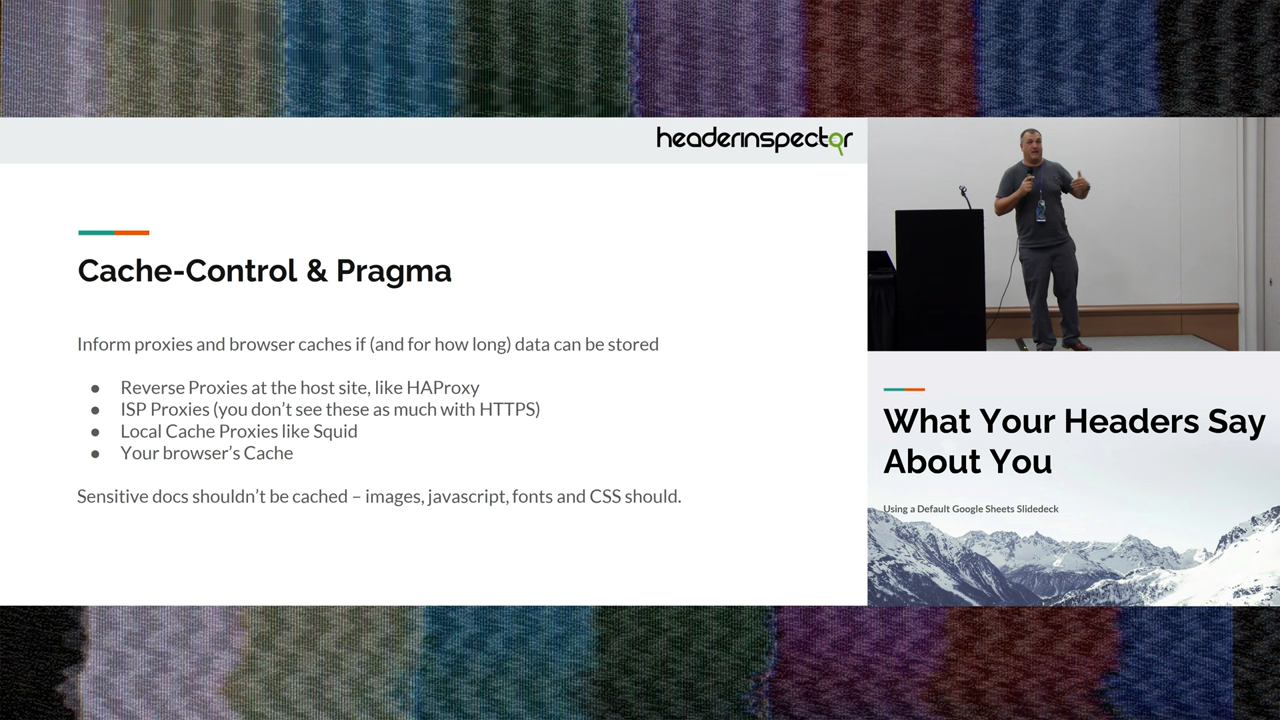 headerinspector
Cache-Control & Pragma
Inform proxies and browser caches if (and for how long) data can be stored
● Reverse Proxies at the host site, like HAProxy
● ISP Proxies (you don't see these as much with HTTPS)
● Local Cache Proxies like Squid
● Your browser's Cache
Sensitive docs shouldn't be cached – images, javascript, fonts and CSS should.
What Your Headers Say
About You
Using a Default Google Sheets Slidedeck